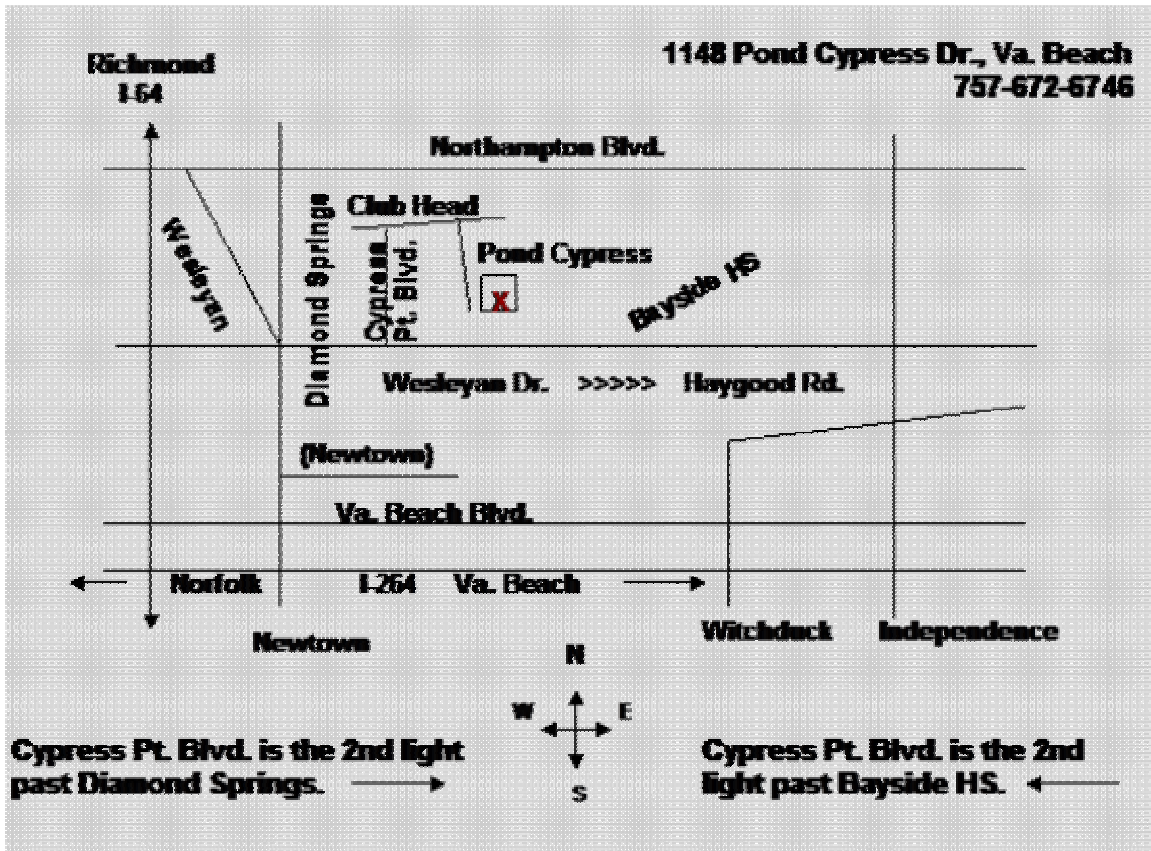 Richmond
I-64
1148 Pond Cypress Dr., Va. Beach
757-672-6746
Northampton Blvd.
Wesleyan
Diamond Springs
Club Head
Cypress
Pt. Blvd.
Pond Cypress
X
Bayside HS
Wesleyan Dr. >>>>> Haygood Rd.
(Newtown)
Va. Beach Blvd.
Norfolk I-264 Va. Beach
Newtown
Witchduck
Independence
N
W E
S
Cypress Pt. Blvd. is the 2nd light
past Diamond Springs.
Cypress Pt. Blvd. is the 2nd
light past Bayside HS.